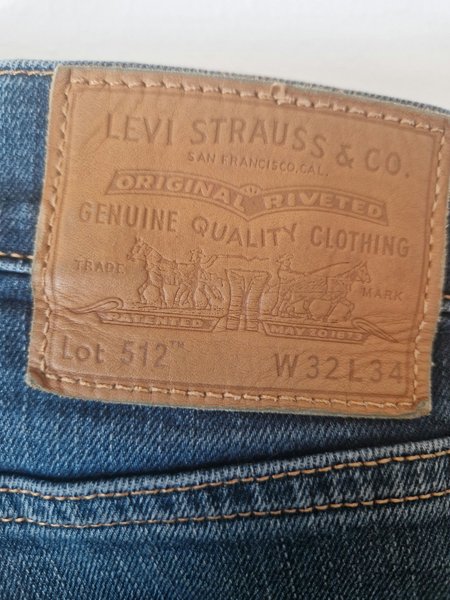 LEVI STRAUSS & CO.
SAN FRANCISCO, CAL.
ORIGINAL RIVETED
GENUINE QUALITY CLOTHING
TRADE MARK
PATENTED MAY 20 1873
Lot 512™ W32 L34